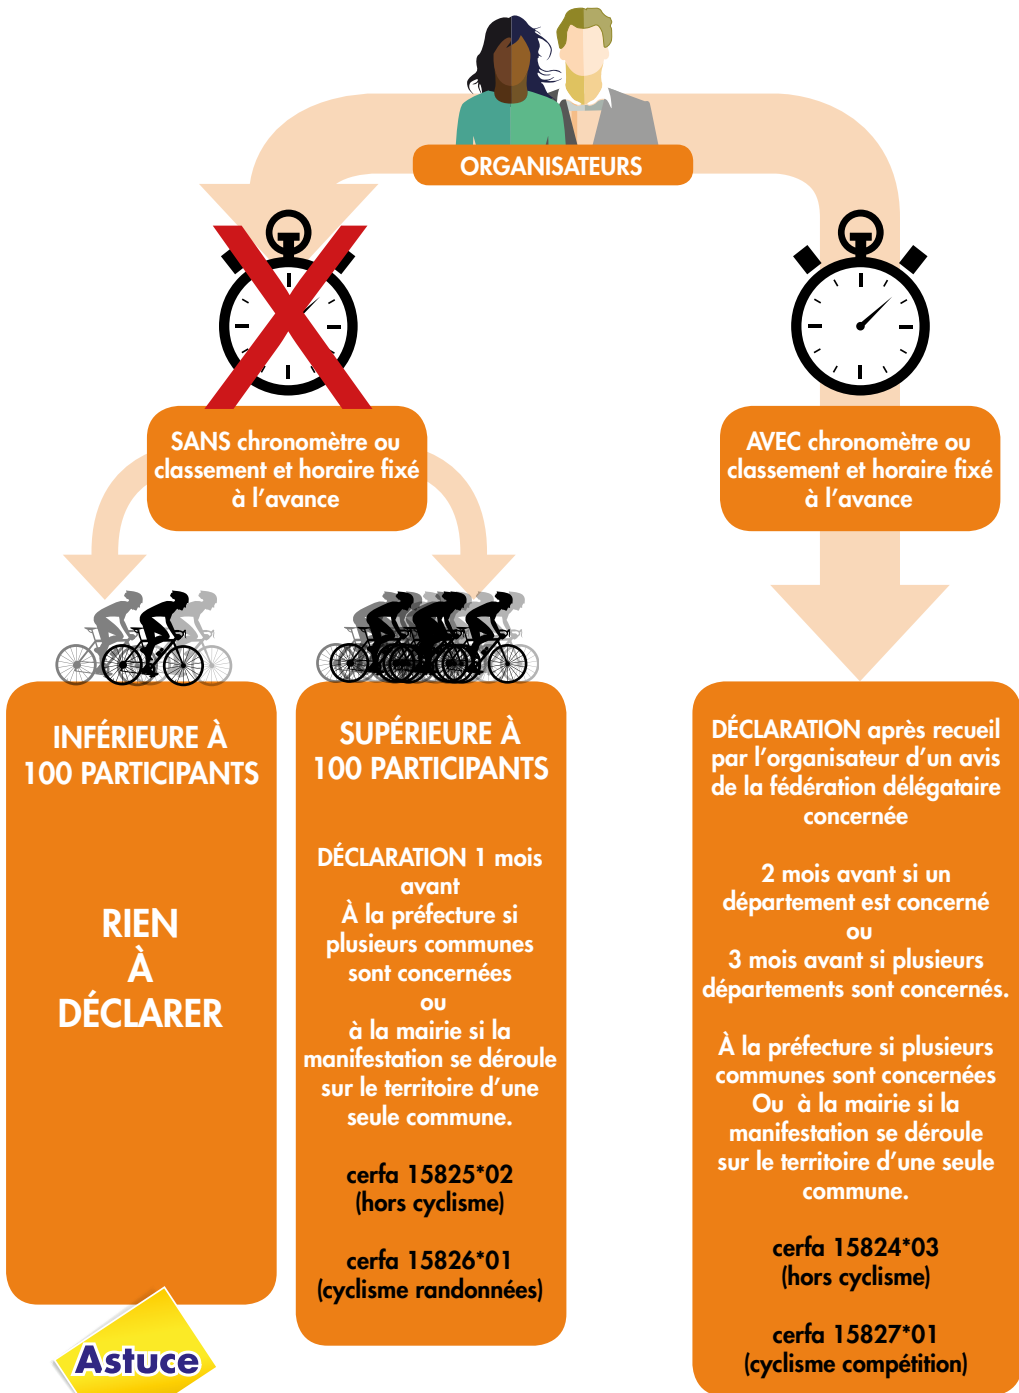 ORGANISATEURS
SANS chronomètre ou
classement et horaire fixé
à l'avance
AVEC chronomètre ou
classement et horaire fixé
à l'avance
INFÉRIEURE À
100 PARTICIPANTS
RIEN
À
DÉCLARER
SUPÉRIEURE À
100 PARTICIPANTS
DÉCLARATION 1 mois
avant
À la préfecture si
plusieurs communes
sont concernées
ou
à la mairie si la
manifestation se déroule
sur le territoire d'une
seule commune.
cerfa 15825*02
(hors cyclisme)
cerfa 15826*01
(cyclisme randonnées)
DÉCLARATION après recueil
par l'organisateur d'un avis
de la fédération délégataire
concernée
2 mois avant si un
département est concerné
ou
3 mois avant si plusieurs
départements sont concernés.
À la préfecture si plusieurs
communes sont concernées
Ou à la mairie si la
manifestation se déroule
sur le territoire d'une seule
commune.
cerfa 15824*03
(hors cyclisme)
cerfa 15827*01
(cyclisme compétition)
Astuce